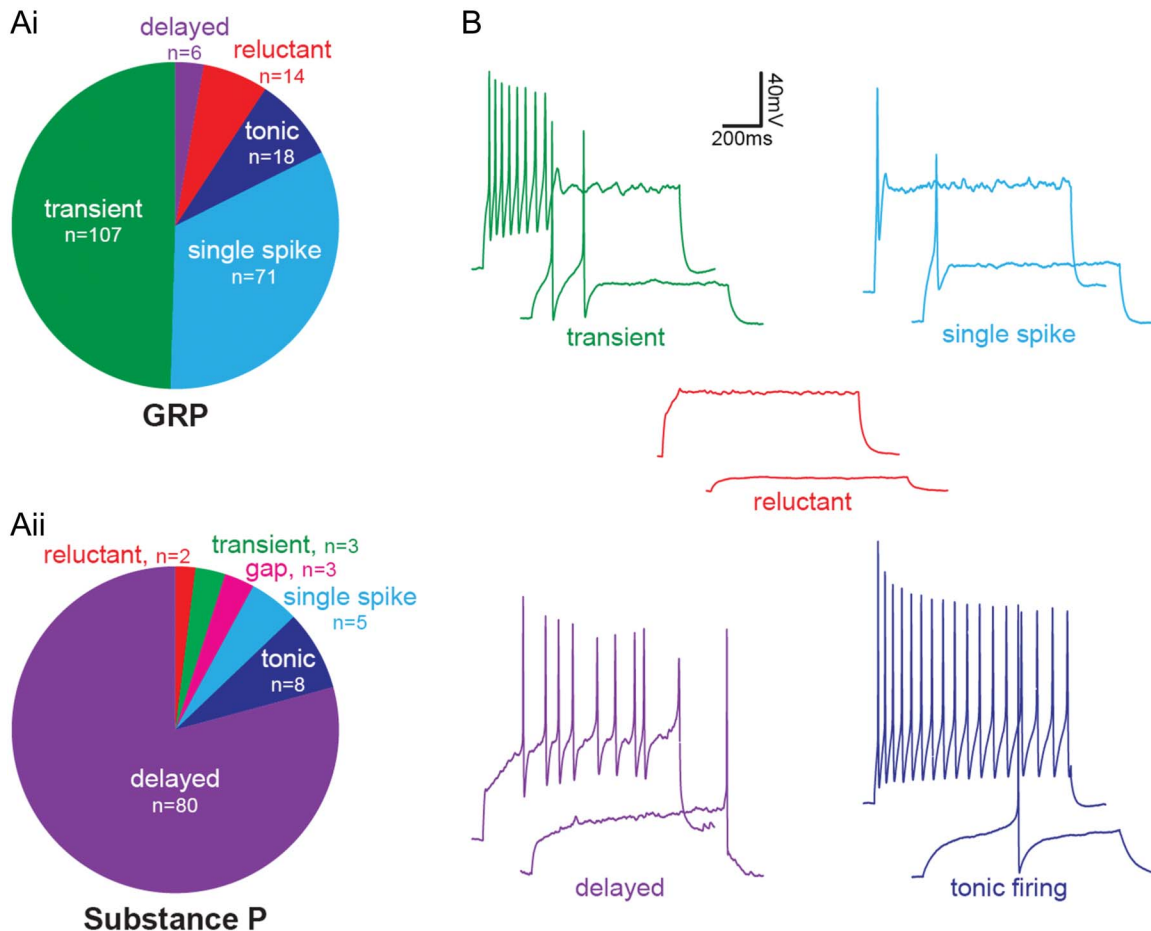 Ai
delayed
n=6
reluctant
n=14
tonic
n=18
transient
n=107
single spike
n=71
GRP
B
40mV
200ms
transient
single spike
reluctant
Aii
reluctant, n=2
transient, n=3
gap, n=3
single spike
n=5
tonic
n=8
delayed
n=80
Substance P
delayed
tonic firing